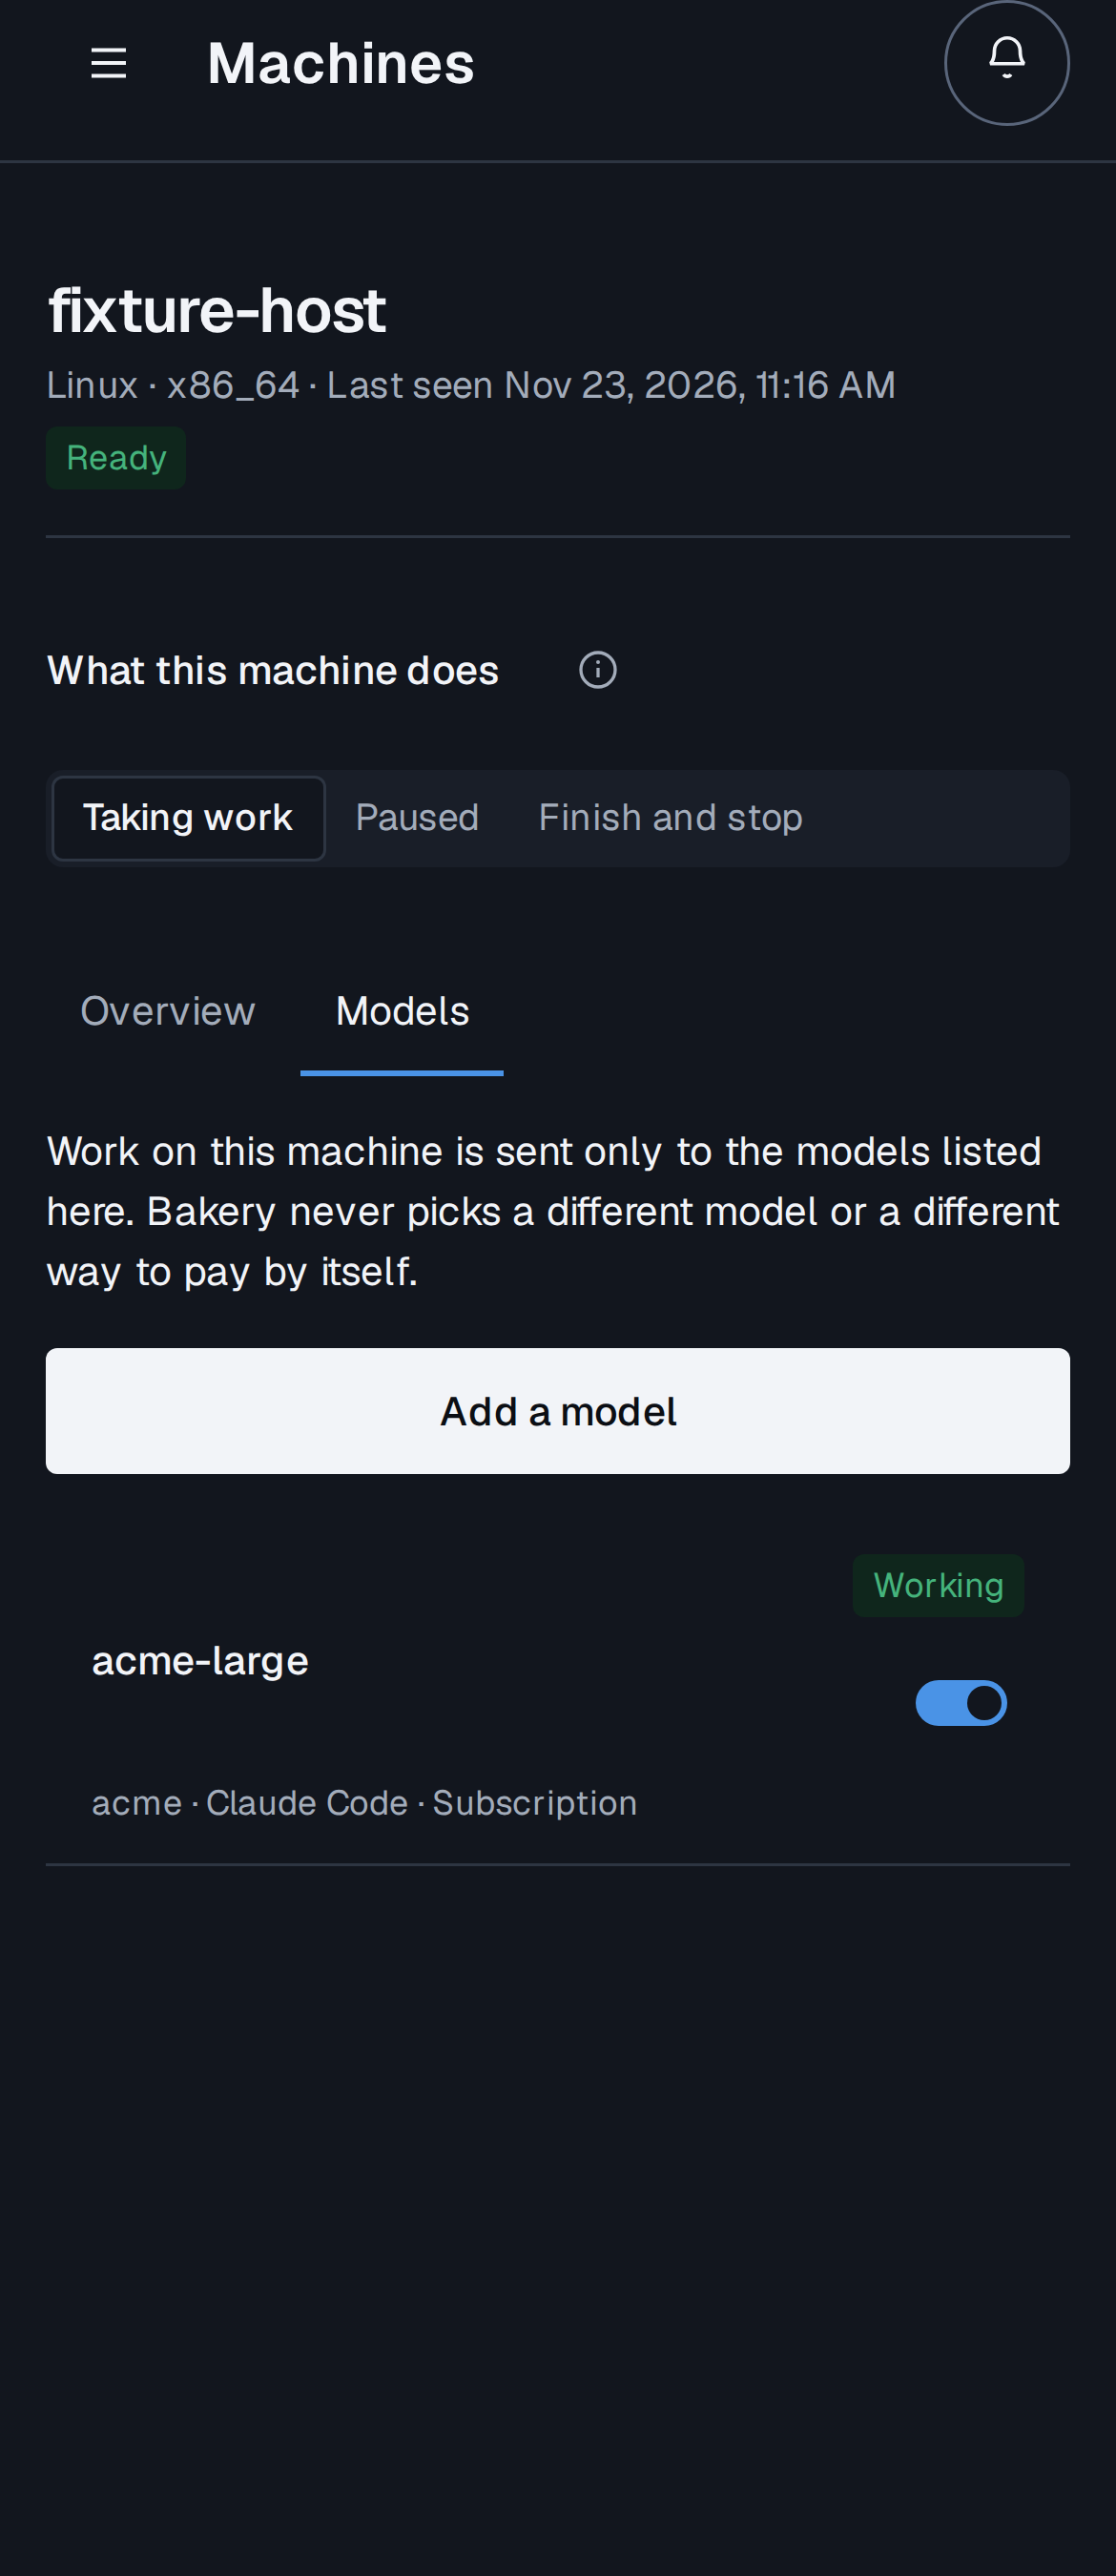 Machines
fixture-host
Linux · x86_64 · Last seen Nov 23, 2026, 11:16 AM
Ready
What this machine does
Taking work Paused Finish and stop
Overview Models
Work on this machine is sent only to the models listed
here. Bakery never picks a different model or a different
way to pay by itself.
Add a model
Working
acme-large
acme · Claude Code · Subscription